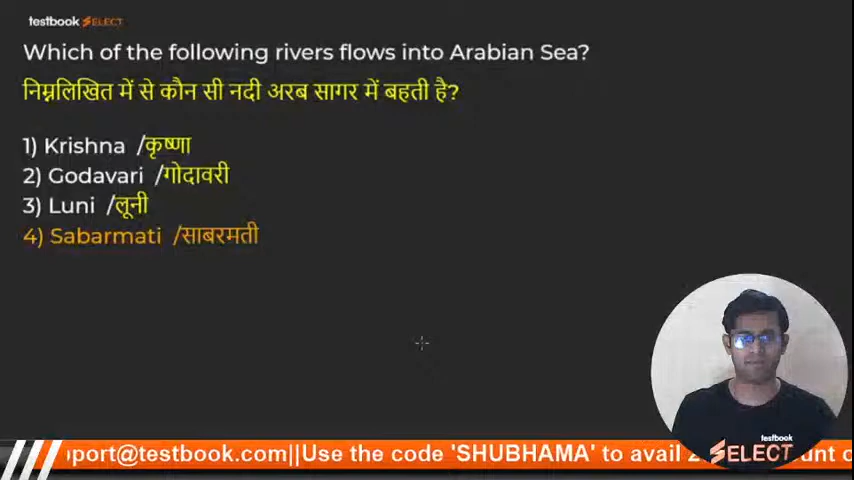 testbook SELECT
Which of the following rivers flows into Arabian Sea?
निम्नलिखित में से कौन सी नदी अरब सागर में बहती है?
1) Krishna /कृष्णा
2) Godavari /गोदावरी
3) Luni /लूनी
4) Sabarmati /साबरमती
testbook
SELECT
port@testbook.com||Use the code 'SHUBHAMA' to avail